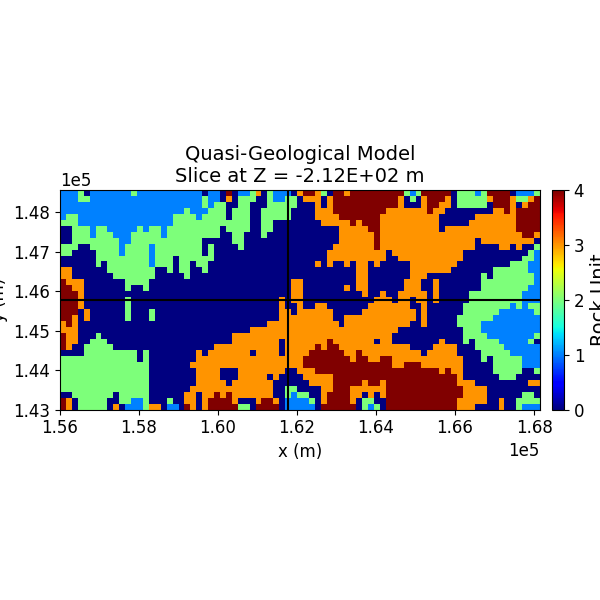 Quasi-Geological Model
Slice at Z = -2.12E+02 m
1e5
1.48
1.47
1.46
1.45
1.44
1.43
y (m)
1.56
1.58
1.60
1.62
1.64
1.66
1.68
x (m)
1e5
4
3
2
1
0
Rock Unit